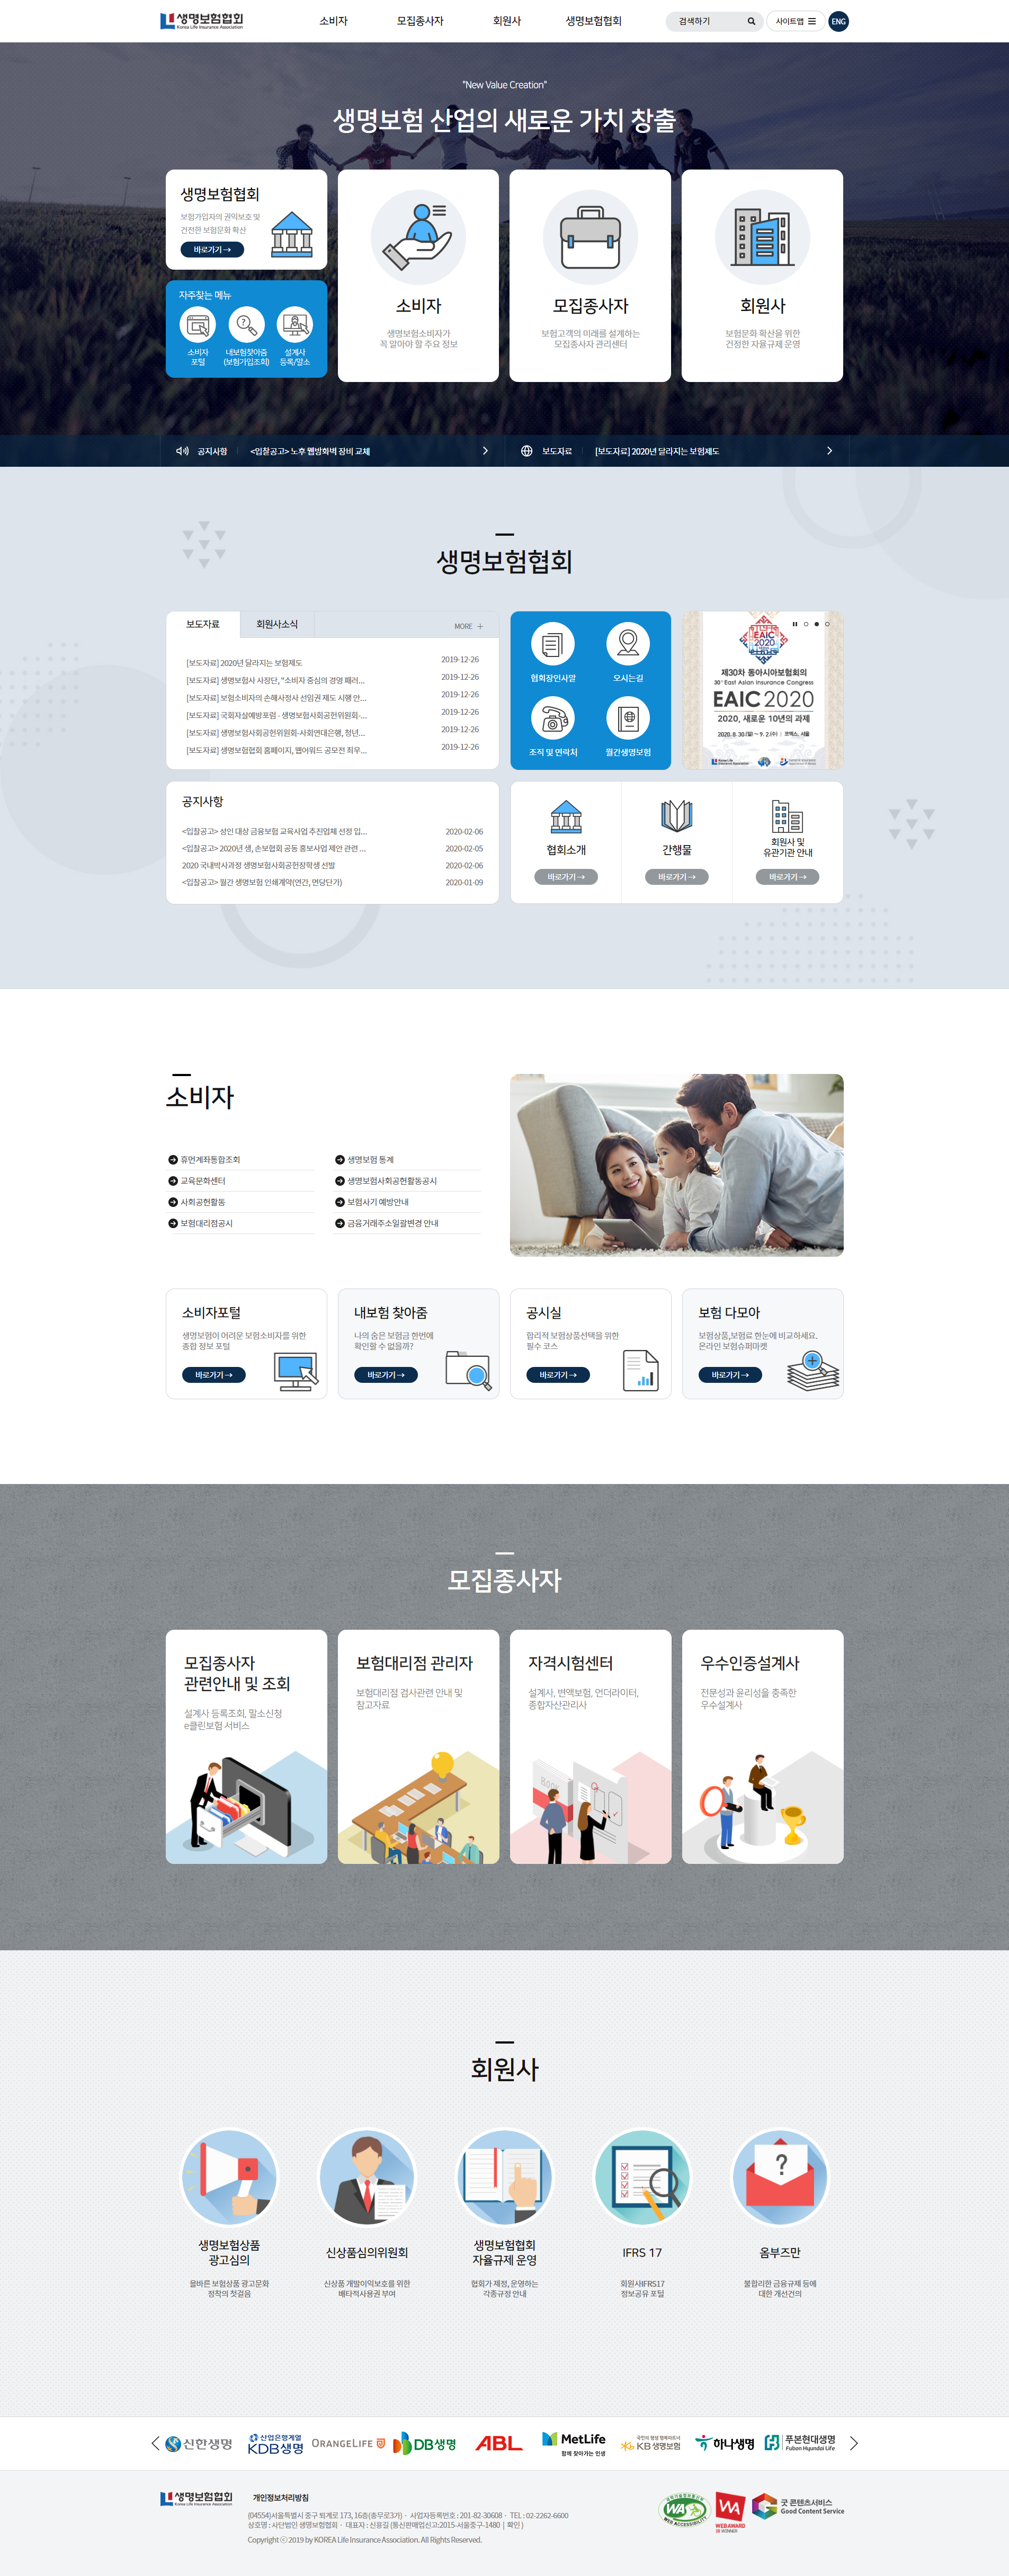 생명보험협회
Korea Life Insurance Association
소비자
모집종사자
회원사
생명보험협회
검색하기
사이트맵
ENG
"New Value Creation"
생명보험 산업의 새로운 가치 창출
생명보험협회
보험가입자의 권익보호 및
건전한 보험문화 확산
바로가기 →
자주찾는 메뉴
소비자
포털
내보험찾아줌
(보험가입조회)
설계사
등록/말소
소비자
생명보험소비자가
꼭 알아야 할 주요 정보
모집종사자
보험고객의 미래를 설계하는
모집종사자 관리센터
회원사
보험문화 확산을 위한
건정한 자율규제 운영
공지사항
<입찰공고> 노후 웹방화벽 장비 교체
보도자료
[보도자료] 2020년 달라지는 보험제도
생명보험협회
보도자료
회원사소식
MORE +
[보도자료] 2020년 달라지는 보험제도
2019-12-26
[보도자료] 생명보험사 사장단, "소비자 중심의 경영 패러...
2019-12-26
[보도자료] 보험소비자의 손해사정사 선임권 제도 시행 안...
2019-12-26
[보도자료] 국회자살예방포럼 - 생명보험사회공헌위원회-...
2019-12-26
[보도자료] 생명보험사회공헌위원회-사회연대은행, 청년...
2019-12-26
[보도자료] 생명보험협회 홈페이지, 웹어워드 공모전 최우...
2019-12-26
협회장인사말
오시는길
조직 및 연락처
월간생명보험
EAIC
2020
제30차 동아시아보험회의
30th East Asian Insurance Congress
EAIC 2020
2020, 새로운 10년의 과제
2020. 8. 30.(일) ~ 9. 2.(수) | 코엑스, 서울
공지사항
<입찰공고> 성인 대상 금융보험 교육사업 추진업체 선정 입...
2020-02-06
<입찰공고> 2020년 생, 손보협회 공동 홍보사업 제안 관련 ...
2020-02-05
2020 국내박사과정 생명보험사회공헌장학생 선발
2020-02-06
<입찰공고> 월간 생명보험 인쇄계약(연간, 면당단가)
2020-01-09
협회소개
바로가기 →
간행물
바로가기 →
회원사 및
유관기관 안내
바로가기 →
소비자
휴먼계좌통합조회
생명보험 통계
교육문화센터
생명보험사회공헌활동공시
사회공헌활동
보험사기 예방안내
보험대리점공시
금융거래주소일괄변경 안내
소비자포털
생명보험이 어려운 보험소비자를 위한
종합 정보 포털
바로가기 →
내보험 찾아줌
나의 숨은 보험금 한번에
확인할 수 없을까?
바로가기 →
공시실
합리적 보험상품선택을 위한
필수 코스
바로가기 →
보험 다모아
보험상품,보험료 한눈에 비교하세요.
온라인 보험슈퍼마켓
바로가기 →
모집종사자
모집종사자
관련안내 및 조회
설계사 등록조회, 말소신청
e클린보험 서비스
보험대리점 관리자
보험대리점 검사관련 안내 및
참고자료
자격시험센터
설계사, 변액보험, 언더라이터,
종합자산관리사
우수인증설계사
전문성과 윤리성을 충족한
우수설계사
회원사
생명보험상품
광고심의
올바른 보험상품 광고문화
정착의 첫걸음
신상품심의위원회
신상품 개발이익보호를 위한
배타적사용권 부여
생명보험협회
자율규제 운영
협회가 제정, 운영하는
각종규정 안내
IFRS 17
회원사IFRS17
정보공유 포털
?
옴부즈만
불합리한 금융규제 등에
대한 개선건의
신한생명
산업은행계열
KDB생명
ORANGELIFE
DB생명
ABL
MetLife
함께 찾아가는 인생
KB생명보험
하나생명
푸본현대생명
Fubon Hyundai Life
생명보험협회
Korea Life Insurance Association
개인정보처리방침
(04554)서울특별시 중구 퇴계로 173, 16층(충무로3가) · 사업자등록번호 : 201-82-30608 · TEL : 02-2262-6600
상호명 : 사단법인 생명보험협회 · 대표자 : 신용길 (통신판매업신고:2015-서울중구-1480 | 확인 )
Copyright ⓒ 2019 by KOREA Life Insurance Association. All Rights Reserved.
WA
WEB ACCESSIBILITY
WA
WEB AWARD
WINNER
굿 콘텐츠서비스
Good Content Service